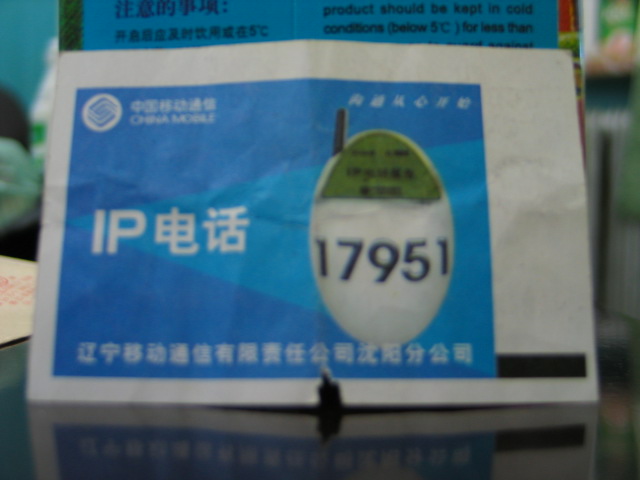 注意的事项:
开启后应及时饮用或在5℃
product should be kept in cold
conditions (below 5℃) for less than
中国移动通信
CHINA MOBILE
沟通从心开始
IP电话
17951
辽宁移动通信有限责任公司沈阳分公司